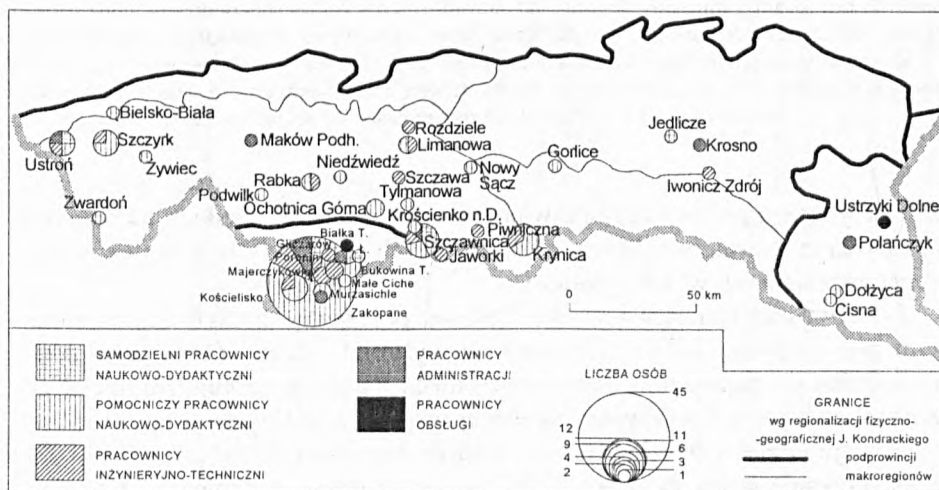 Bielsko-Biała
Ustroń
Szczyrk
Żywiec
Zwardoń
Maków Podh.
Niedźwiedź
Rabka
Podwilk
Ochotnica Górna
Rozdziele
Limanowa
Szczawa
Tylmanowa
Nowy
Sącz
Krościenko n.D.
Piwniczna
Szczawnica
Jaworki
Krynica
Gorlice
Jedlicze
Krosno
Iwonicz Zdrój
Ustrzyki Dolne
Polańczyk
Dołżyca
Cisna
Białka T.
Gliczarów
Poronin
Majerczykówka
Kościelisko
Bukowina T.
Małe Ciche
Murzasichle
Zakopane
0 50 km
SAMODZIELNI PRACOWNICY
NAUKOWO-DYDAKTYCZNI
POMOCNICZY PRACOWNICY
NAUKOWO-DYDAKTYCZNI
PRACOWNICY
INŻYNIERYJNO-TECHNICZNI
PRACOWNICY
ADMINISTRACJI
PRACOWNICY
OBSŁUGI
LICZBA OSÓB
45
12
11
9
6
4
3
2
1
GRANICE
wg regionalizacji fizyczno-
-geograficznej J. Kondrackiego
podprowincji
makroregionów